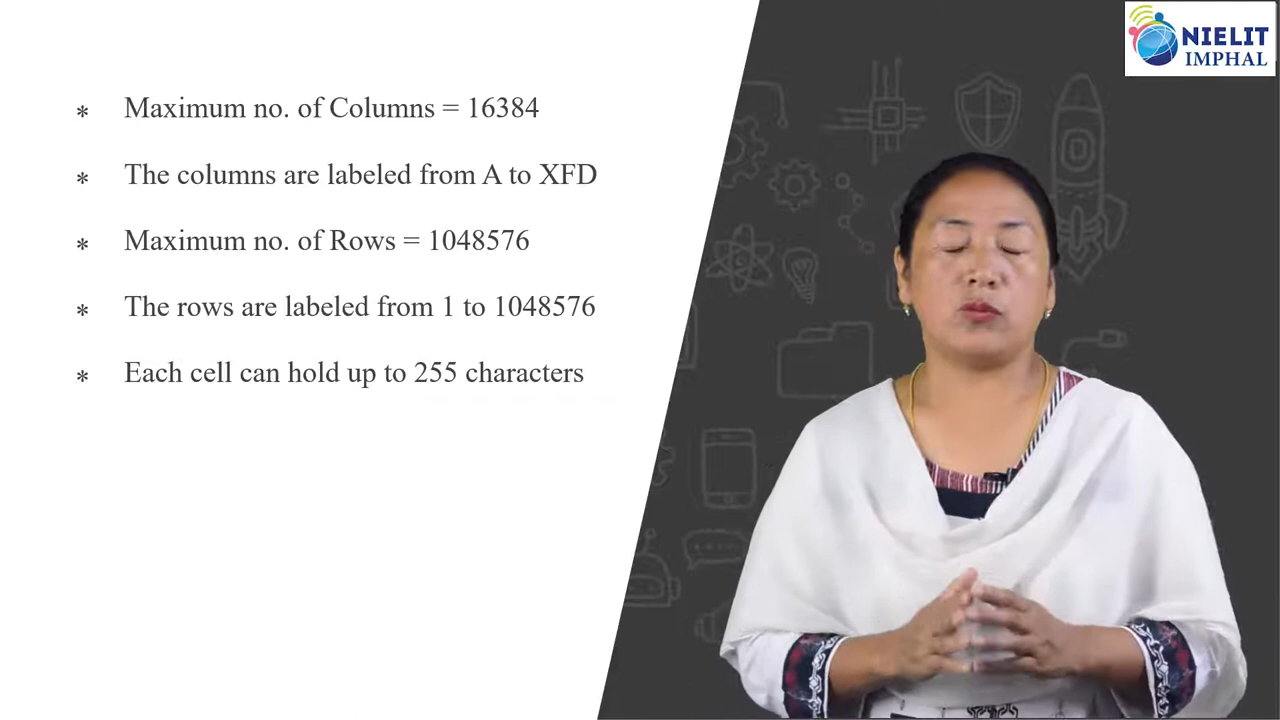 NIELIT
IMPHAL
* Maximum no. of Columns = 16384
* The columns are labeled from A to XFD
* Maximum no. of Rows = 1048576
* The rows are labeled from 1 to 1048576
* Each cell can hold up to 255 characters